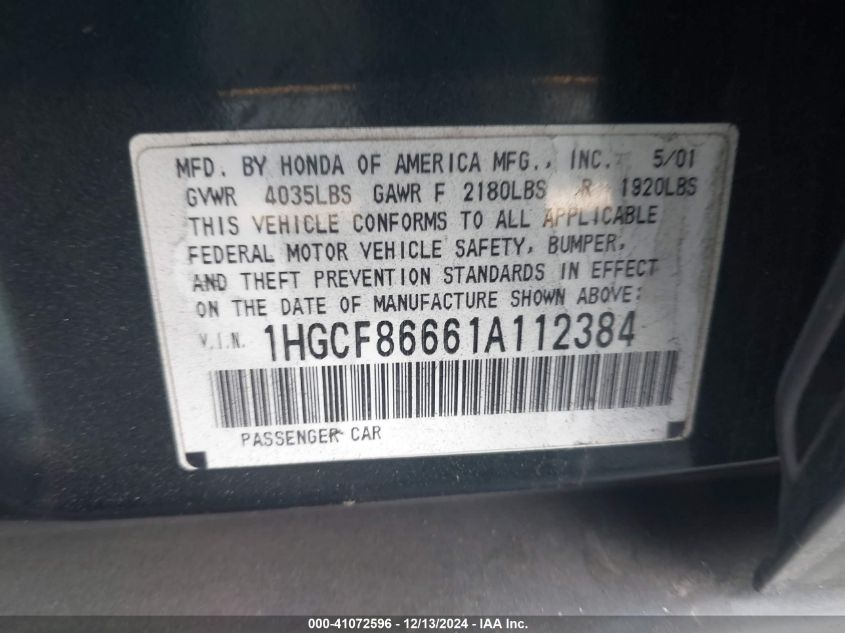 MFD. BY HONDA OF AMERICA MFG., INC. 5/01
GVWR 4035LBS GAWR F 2180LBS R 1920LBS
THIS VEHICLE CONFORMS TO ALL APPLICABLE
FEDERAL MOTOR VEHICLE SAFETY, BUMPER,
AND THEFT PREVENTION STANDARDS IN EFFECT
ON THE DATE OF MANUFACTURE SHOWN ABOVE:
V.I.N. 1HGCF86661A112384
PASSENGER CAR
000-41072596 - 12/13/2024 - IAA Inc.